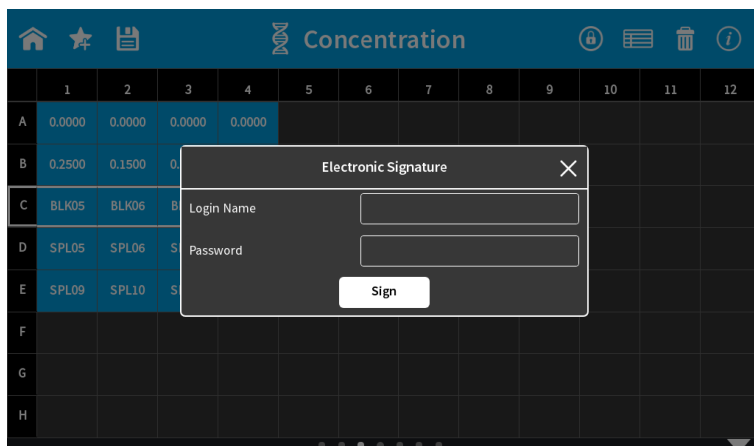 Concentration
1 2 3 4 5 6 7 8 9 10 11 12
A 0.0000 0.0000 0.0000 0.0000
B 0.2500 0.1500
Electronic Signature
C BLK05 BLK06
Login Name
D SPL05 SPL06
Password
E SPL09 SPL10
Sign
F
G
H